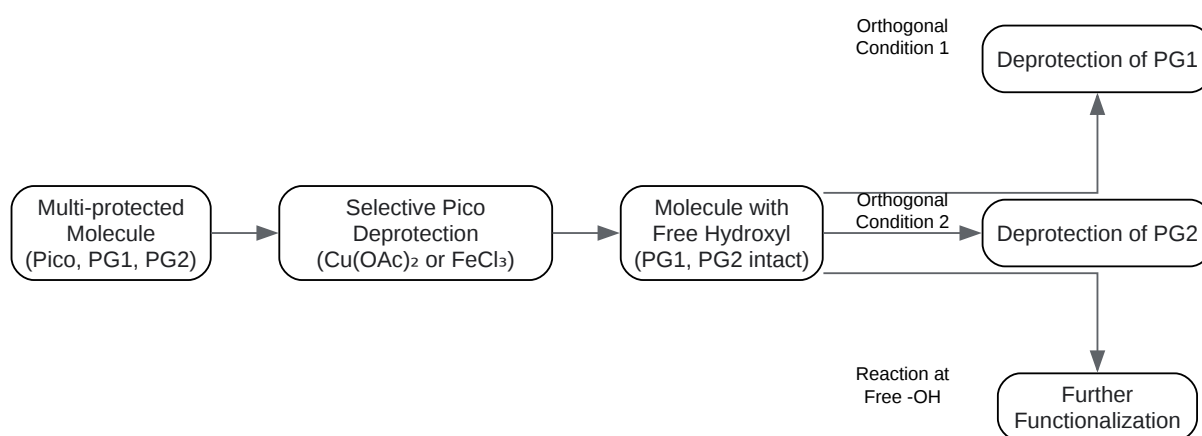 Orthogonal
Condition 1
Deprotection of PG1
Multi-protected
Molecule
(Pico, PG1, PG2)
Selective Pico
Deprotection
(Cu(OAc)₂ or FeCl₃)
Molecule with
Free Hydroxyl
(PG1, PG2 intact)
Orthogonal
Condition 2
Deprotection of PG2
Reaction at
Free -OH
Further
Functionalization